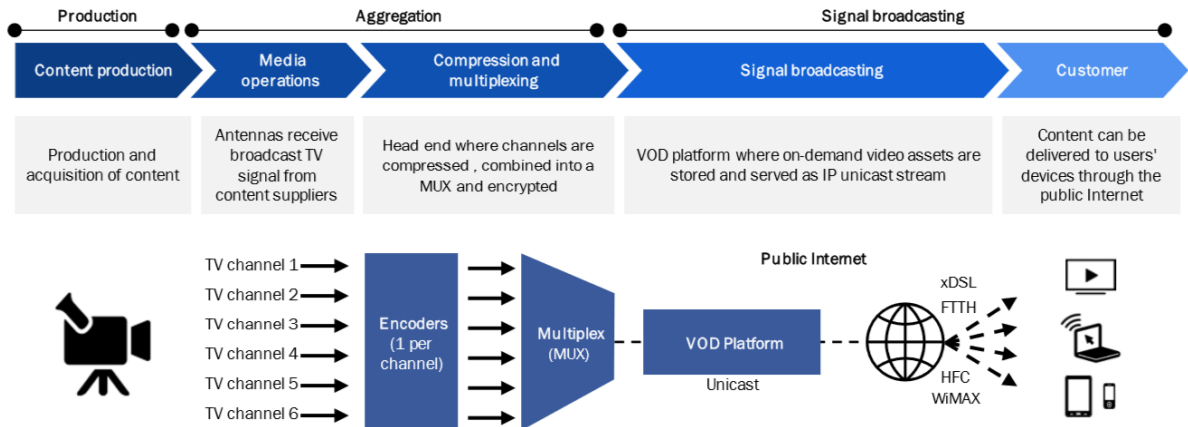 Production
Aggregation
Signal broadcasting
Content production
Media
operations
Compression and
multiplexing
Signal broadcasting
Customer
Production and
acquisition of content
Antennas receive
broadcast TV
signal from
content suppliers
Head end where channels are
compressed , combined into a
MUX and encrypted
VOD platform where on-demand video assets are
stored and served as IP unicast stream
Content can be
delivered to users'
devices through the
public Internet
TV channel 1
TV channel 2
TV channel 3
TV channel 4
TV channel 5
TV channel 6
Encoders
(1 per
channel)
Multiplex
(MUX)
VOD Platform
Unicast
Public Internet
xDSL
FTTH
HFC
WiMAX